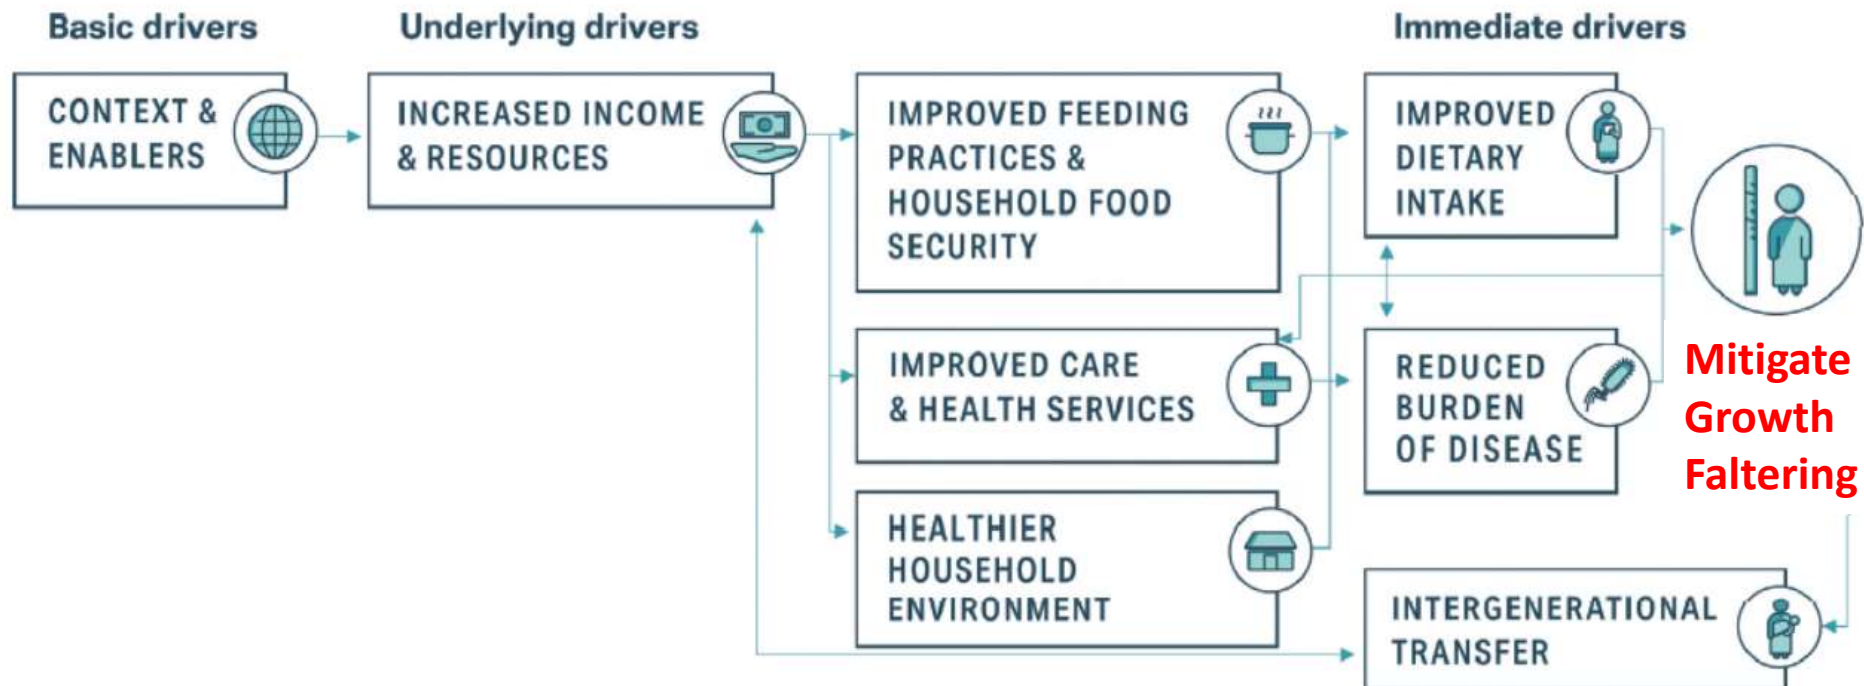 Basic drivers
Underlying drivers
Immediate drivers
CONTEXT &
ENABLERS
INCREASED INCOME
& RESOURCES
IMPROVED FEEDING
PRACTICES &
HOUSEHOLD FOOD
SECURITY
IMPROVED DIETARY
INTAKE
IMPROVED CARE
& HEALTH SERVICES
REDUCED
BURDEN
OF DISEASE
Mitigate
Growth
Faltering
HEALTHIER
HOUSEHOLD
ENVIRONMENT
INTERGENERATIONAL
TRANSFER